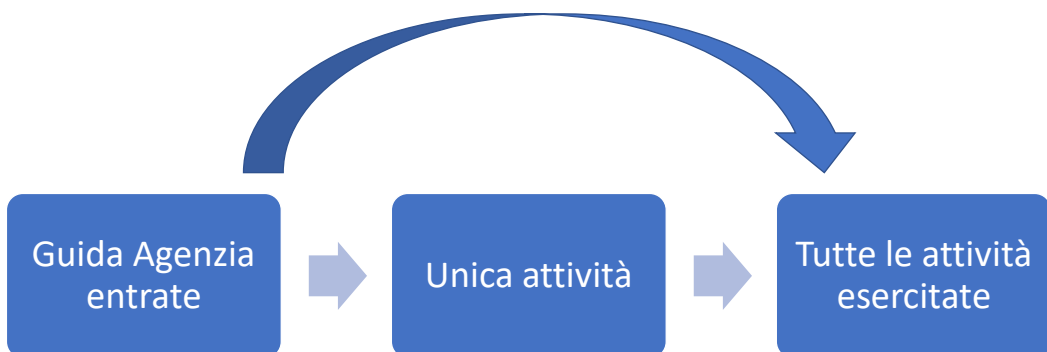 Guida Agenzia
entrate
Unica attività
Tutte le attività
esercitate